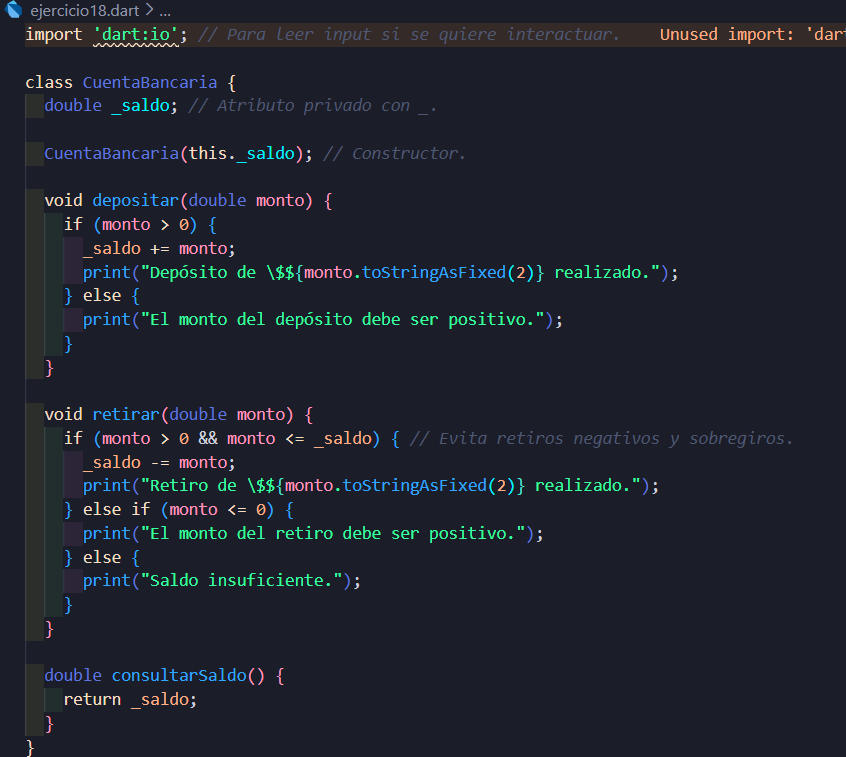 ejercicio18.dart > ...
import 'dart:io'; // Para leer input si se quiere interactuar.    Unused import: 'dar
class CuentaBancaria {
  double _saldo; // Atributo privado con _.
  CuentaBancaria(this._saldo); // Constructor.
  void depositar(double monto) {
    if (monto > 0) {
      _saldo += monto;
      print("Depósito de \$${monto.toStringAsFixed(2)} realizado.");
    } else {
      print("El monto del depósito debe ser positivo.");
    }
  }
  void retirar(double monto) {
    if (monto > 0 && monto <= _saldo) { // Evita retiros negativos y sobregiros.
      _saldo -= monto;
      print("Retiro de \$${monto.toStringAsFixed(2)} realizado.");
    } else if (monto <= 0) {
      print("El monto del retiro debe ser positivo.");
    } else {
      print("Saldo insuficiente.");
    }
  }
  double consultarSaldo() {
    return _saldo;
  }
}